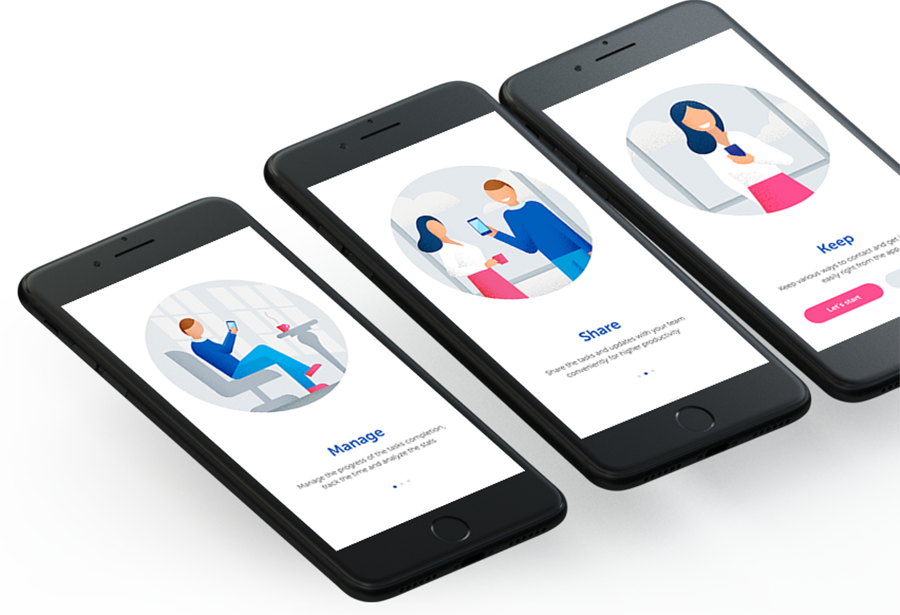 Manage
Manage the progress of the tasks completion,
track the time and analyze the stats
Share
Share the tasks and updates with your team
conveniently for higher productivity
Keep
Keep various ways to contact and get
easily right from the app
Let's start